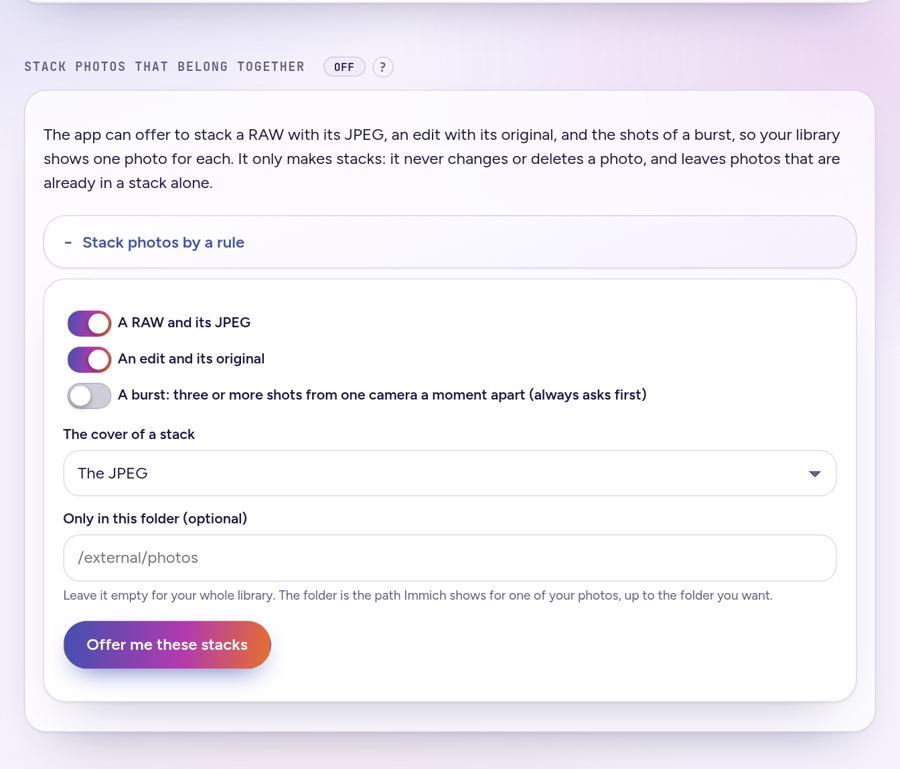 STACK PHOTOS THAT BELONG TOGETHER OFF ?
The app can offer to stack a RAW with its JPEG, an edit with its original, and the shots of a burst, so your library
shows one photo for each. It only makes stacks: it never changes or deletes a photo, and leaves photos that are
already in a stack alone.
– Stack photos by a rule
A RAW and its JPEG
An edit and its original
A burst: three or more shots from one camera a moment apart (always asks first)
The cover of a stack
The JPEG
Only in this folder (optional)
/external/photos
Leave it empty for your whole library. The folder is the path Immich shows for one of your photos, up to the folder you want.
Offer me these stacks